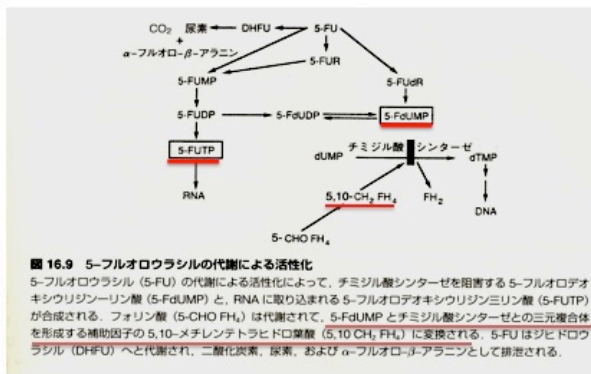 CO₂ 尿素 DHFU 5-FU
+
α-フルオロ-β-アラニン 5-FUR
5-FUMP 5-FUdR
5-FUDP 5-FdUDP 5-FdUMP
5-FUTP dUMP チミジル酸 シンターゼ dTMP
RNA 5,10-CH₂ FH₄ FH₂ DNA
5-CHO FH₄
図 16.9 5-フルオロウラシルの代謝による活性化
5-フルオロウラシル (5-FU) の代謝による活性化によって,チミジル酸シンターゼを阻害する 5-フルオロデオ
キシウリジン一リン酸 (5-FdUMP) と,RNA に取り込まれる 5-フルオロデオキシウリジン三リン酸 (5-FUTP)
が合成される.フォリン酸 (5-CHO FH₄) は代謝されて,5-FdUMP とチミジル酸シンターゼとの三元複合体
を形成する補助因子の 5,10-メチレンテトラヒドロ葉酸 (5,10 CH₂ FH₄) に変換される.5-FU はジヒドロウ
ラシル (DHFU) へと代謝され,二酸化炭素,尿素,および α-フルオロ-β-アラニンとして排泄される.